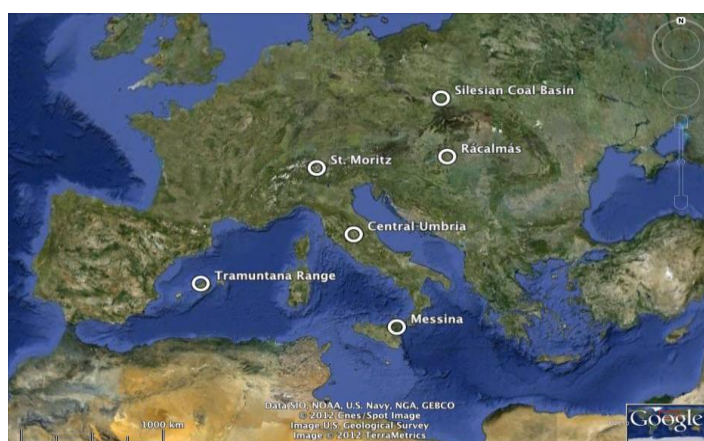 N
Silesian Coal Basin
Rácalmás
St. Moritz
Central Umbria
Tramuntana Range
Messina
Data SIO, NOAA, U.S. Navy, NGA, GEBCO
© 2012 Cnes/Spot Image
Image U.S. Geological Survey
Image © 2012 TerraMetrics
1000 km
Google